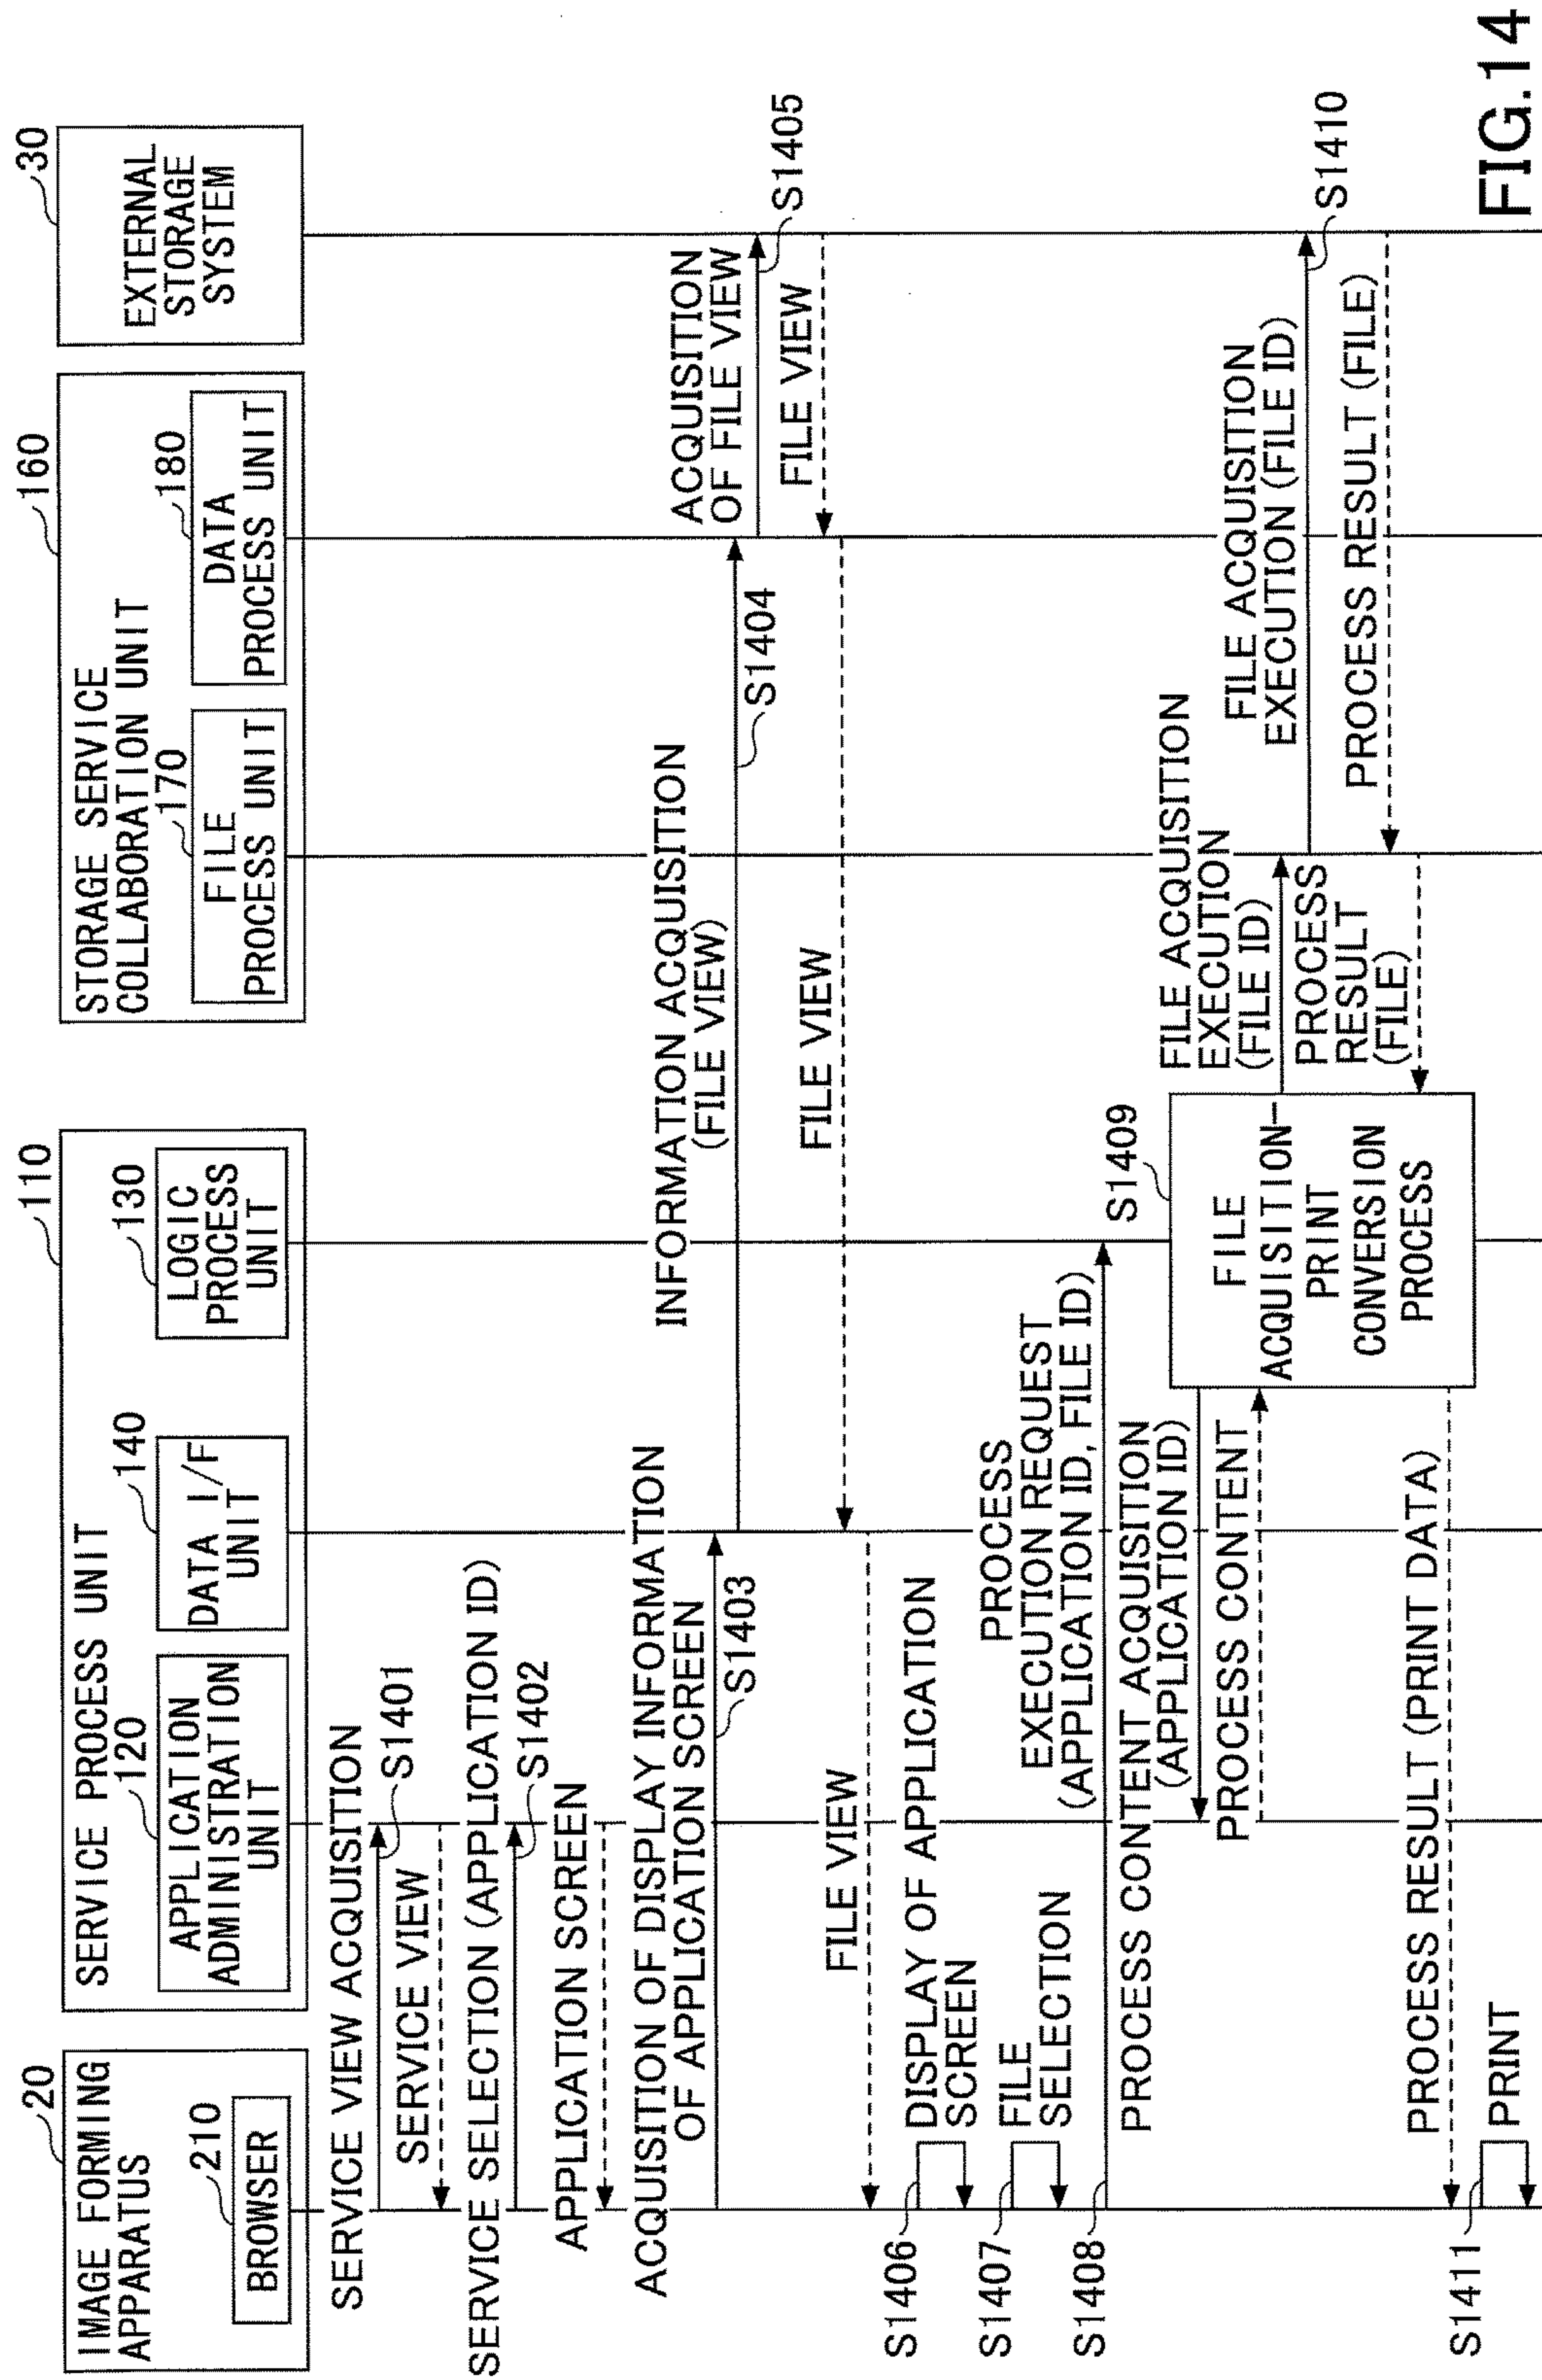 IMAGE FORMING
APPARATUS
20
BROWSER
210
SERVICE PROCESS UNIT
110
APPLICATION
ADMINISTRATION
UNIT
120
DATA I/F
UNIT
140
LOGIC
PROCESS
UNIT
130
STORAGE SERVICE
COLLABORATION UNIT
160
FILE
PROCESS UNIT
170
DATA
PROCESS UNIT
180
EXTERNAL
STORAGE
SYSTEM
30
SERVICE VIEW ACQUISITION
S1401
SERVICE VIEW
SERVICE SELECTION (APPLICATION ID)
S1402
APPLICATION SCREEN
ACQUISITION OF DISPLAY INFORMATION
OF APPLICATION SCREEN
S1403
INFORMATION ACQUISITION
(FILE VIEW)
S1404
ACQUISITION
OF FILE VIEW
S1405
FILE VIEW
FILE VIEW
FILE VIEW
S1406
DISPLAY OF APPLICATION
SCREEN
S1407
FILE
SELECTION
S1408
PROCESS
EXECUTION REQUEST
(APPLICATION ID, FILE ID)
PROCESS CONTENT ACQUISITION
(APPLICATION ID)
PROCESS CONTENT
S1409
FILE
ACQUISITION-
PRINT
CONVERSION
PROCESS
FILE ACQUISITION
EXECUTION
(FILE ID)
FILE ACQUISITION
EXECUTION (FILE ID)
S1410
PROCESS RESULT (FILE)
PROCESS
RESULT
(FILE)
PROCESS RESULT (PRINT DATA)
S1411
PRINT
FIG.14